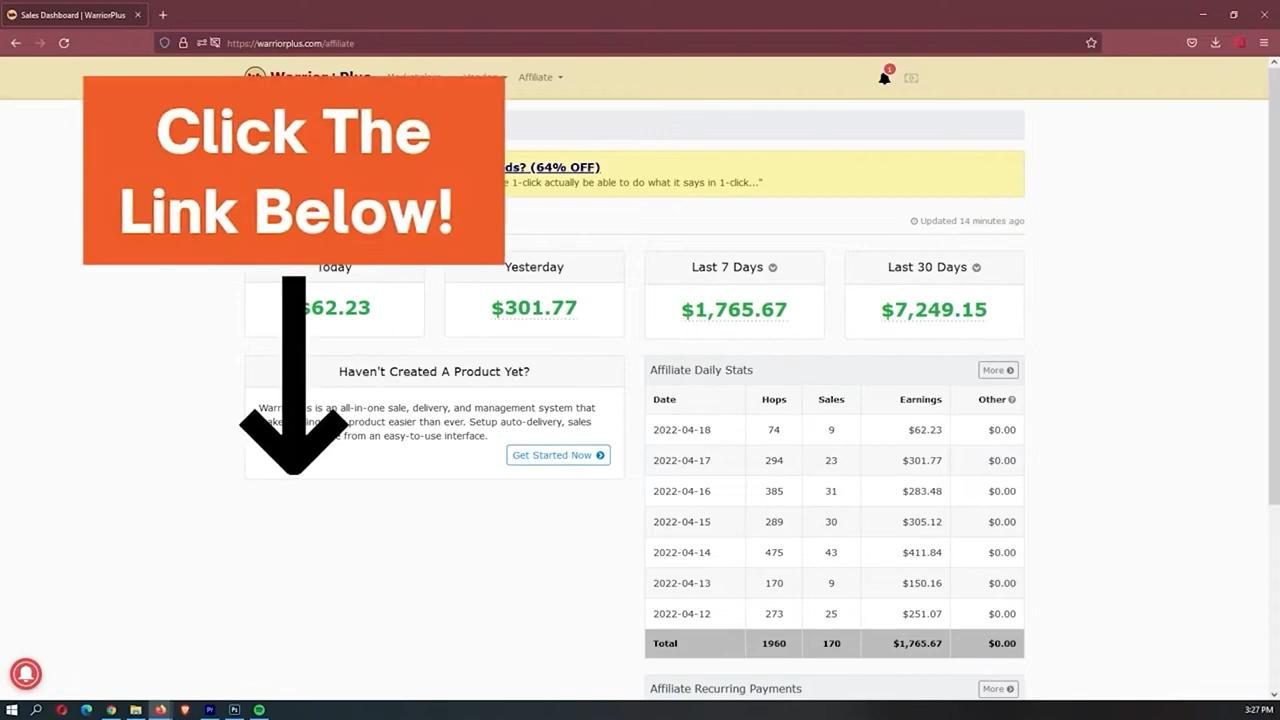 Sales Dashboard | WarriorPlus
https://warriorplus.com/affiliate
Affiliate
1
Click The
Link Below!
ds? (64% OFF)
e 1-click actually be able to do what it says in 1-click..."
Updated 14 minutes ago
Today
Yesterday
Last 7 Days
Last 30 Days
$62.23
$301.77
$1,765.67
$7,249.15
Haven't Created A Product Yet?
is an all-in-one sale, delivery, and management system that
product easier than ever. Setup auto-delivery, sales
from an easy-to-use interface.
Get Started Now
Affiliate Daily Stats
More
Date Hops Sales Earnings Other
2022-04-18 74 9 $62.23 $0.00
2022-04-17 294 23 $301.77 $0.00
2022-04-16 385 31 $283.48 $0.00
2022-04-15 289 30 $305.12 $0.00
2022-04-14 475 43 $411.84 $0.00
2022-04-13 170 9 $150.16 $0.00
2022-04-12 273 25 $251.07 $0.00
Total 1960 170 $1,765.67 $0.00
Affiliate Recurring Payments
More
3:27 PM